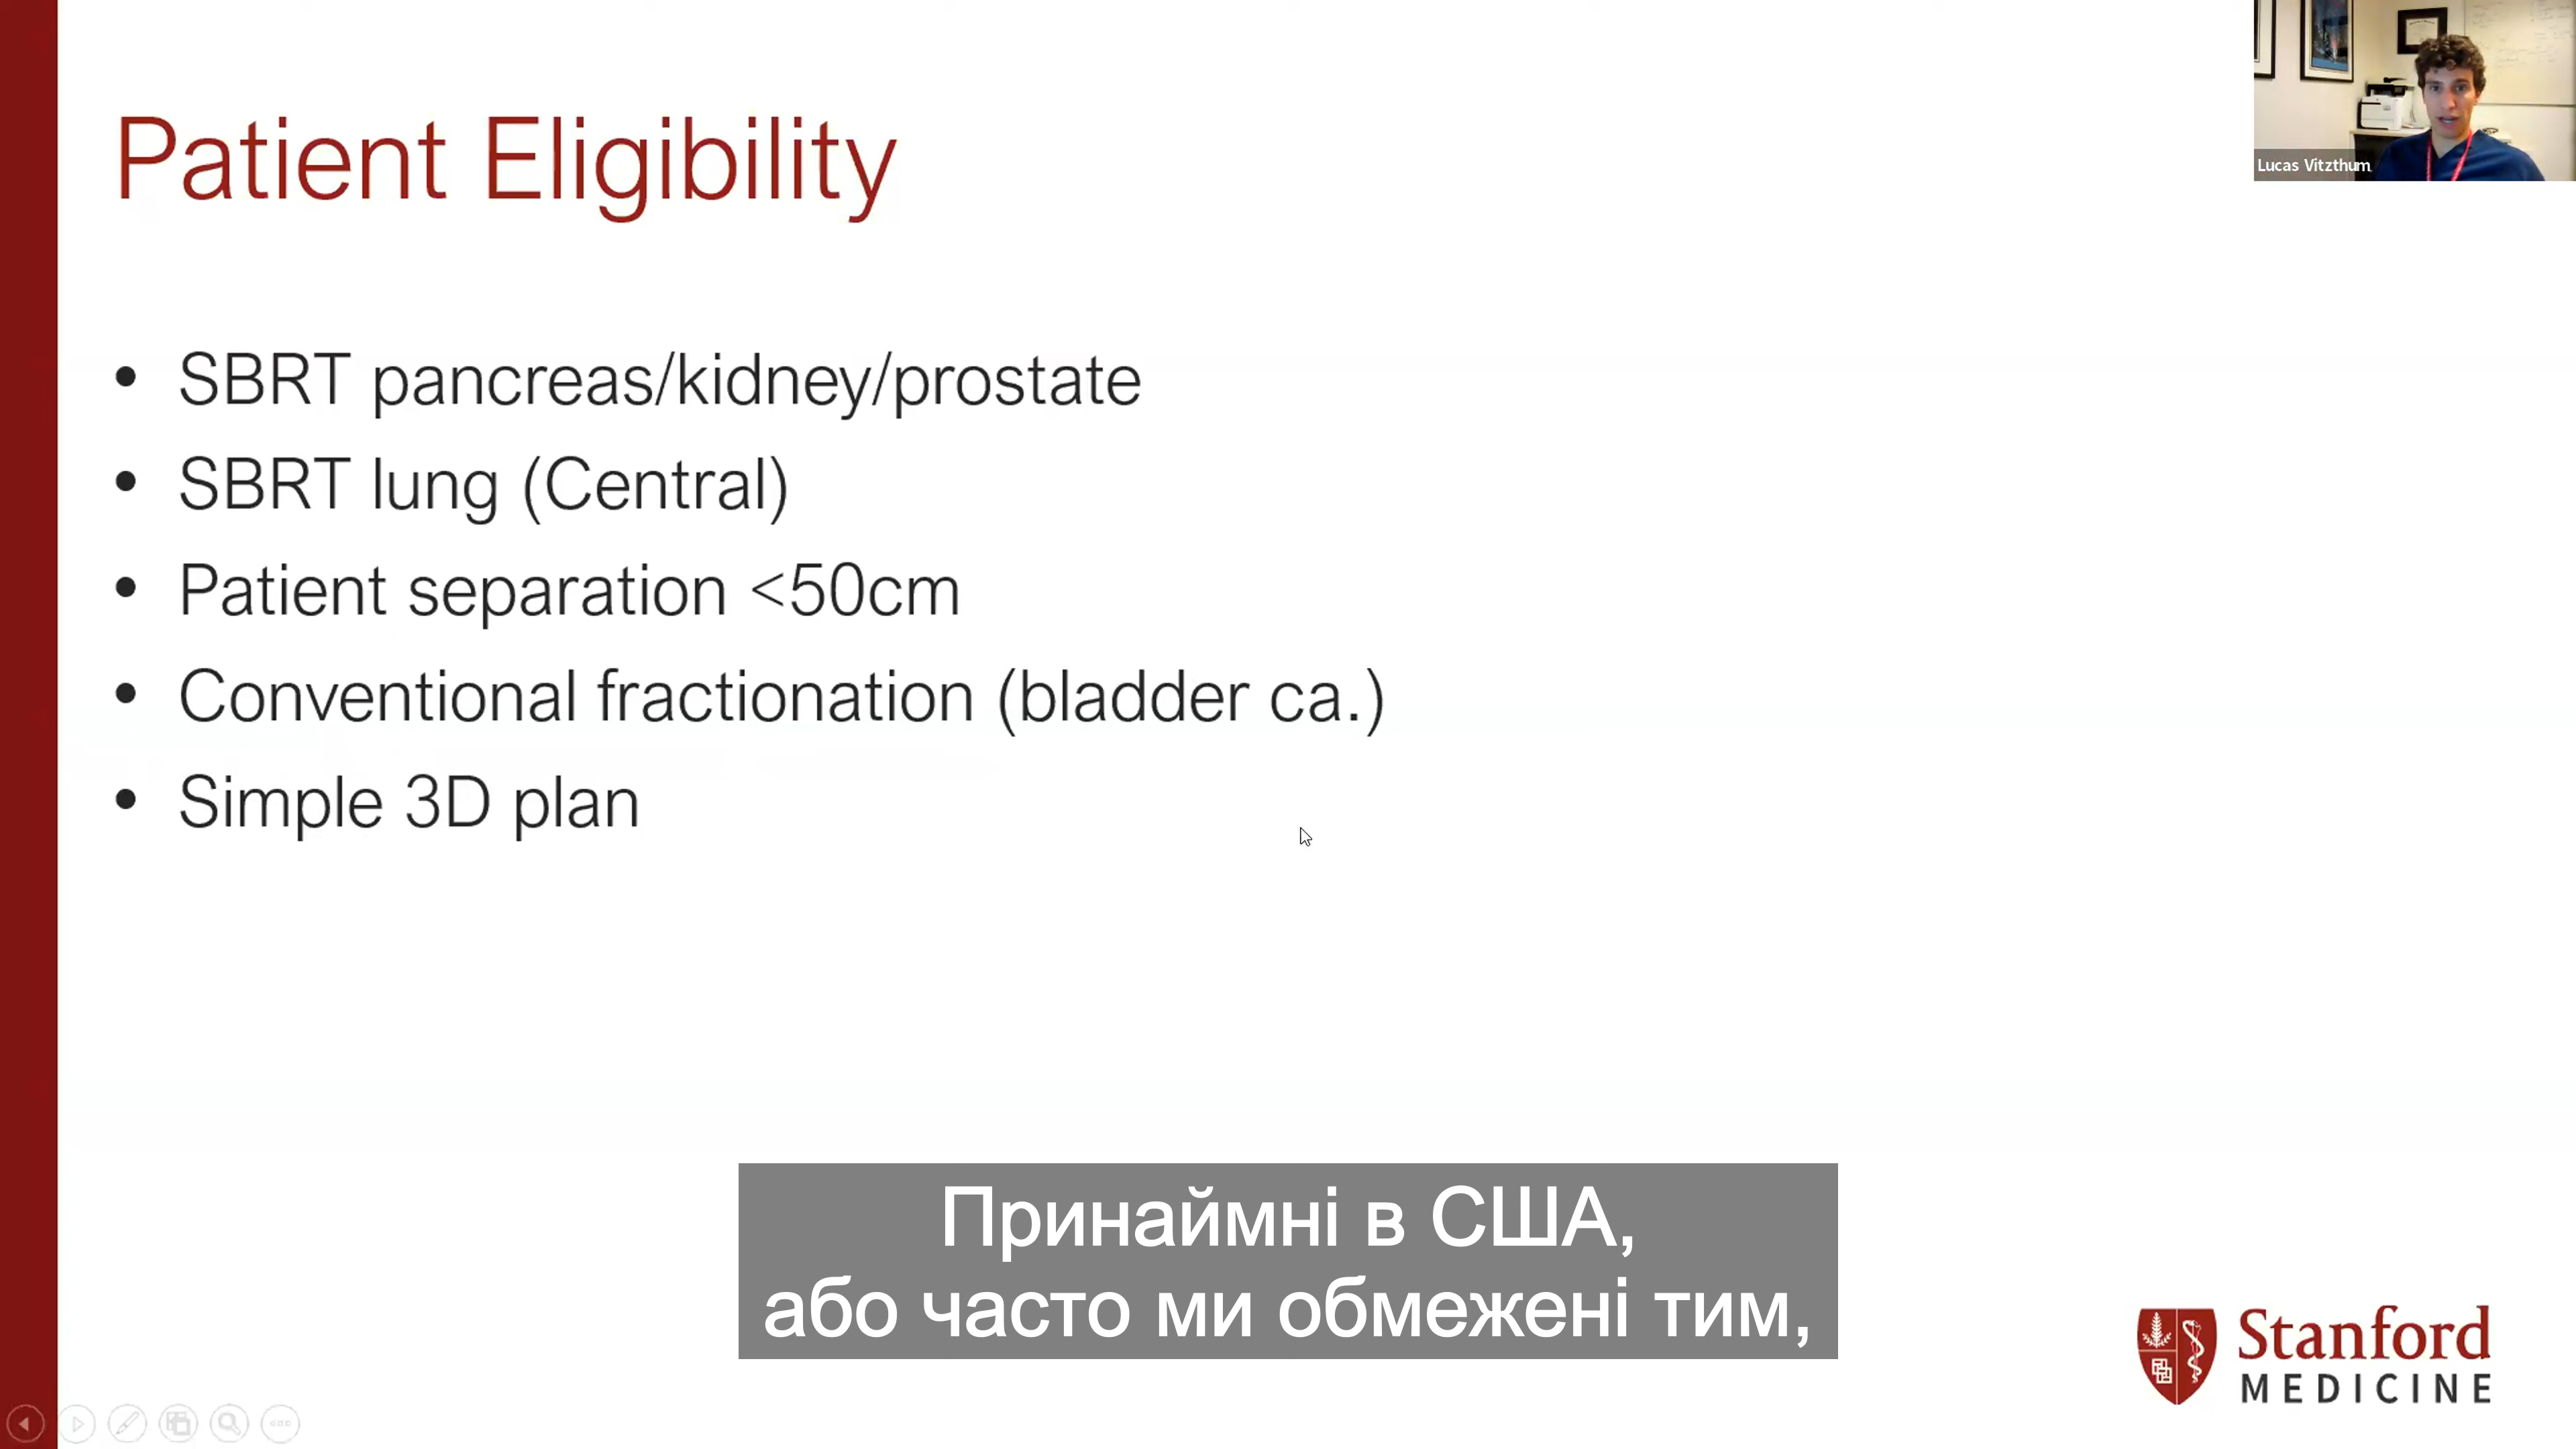 Patient Eligibility
Lucas Vitzthum
• SBRT pancreas/kidney/prostate
• SBRT lung (Central)
• Patient separation <50cm
• Conventional fractionation (bladder ca.)
• Simple 3D plan
Принаймні в США,
або часто ми обмежені тим,
Stanford
MEDICINE